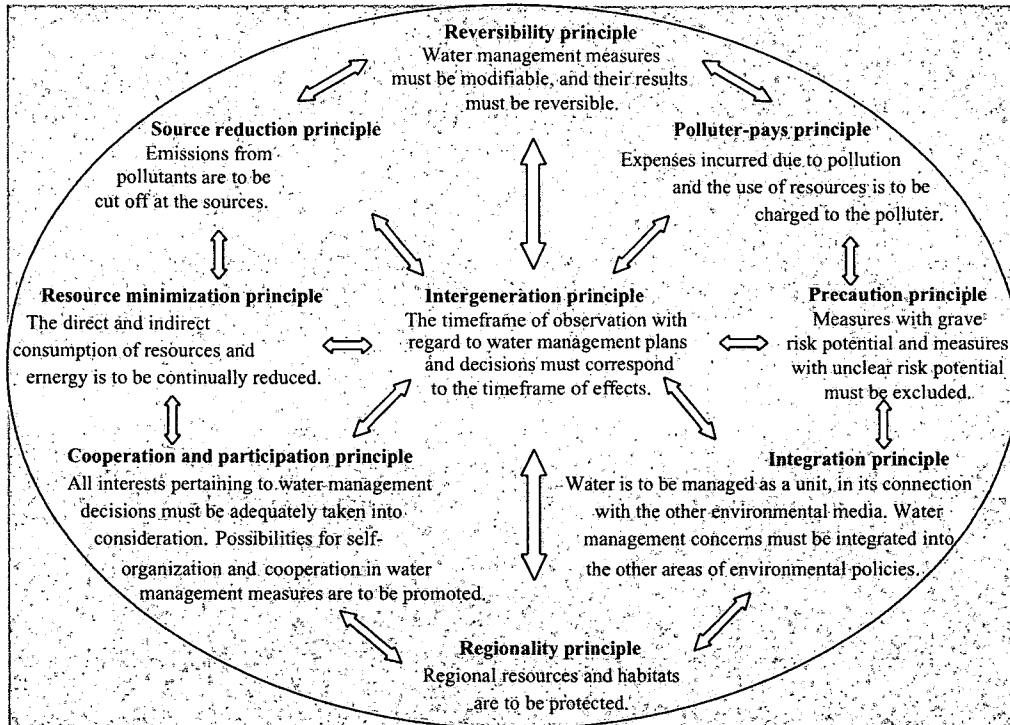 Reversibility principle
Water management measures
must be modifiable, and their results
must be reversible.
Source reduction principle
Emissions from
pollutants are to be
cut off at the sources.
Polluter-pays principle
Expenses incurred due to pollution
and the use of resources is to be
charged to the polluter.
Resource minimization principle
The direct and indirect
consumption of resources and
ernergy is to be continually reduced.
Intergeneration principle
The timeframe of observation with
regard to water management plans
and decisions must correspond
to the timeframe of effects.
Precaution principle
Measures with grave
risk potential and measures
with unclear risk potential
must be excluded.
Cooperation and participation principle
All interests pertaining to water management
decisions must be adequately taken into
consideration. Possibilities for self-
organization and cooperation in water
management measures are to be promoted.
Integration principle
Water is to be managed as a unit, in its connection
with the other environmental media. Water
management concerns must be integrated into
the other areas of environmental policies.
Regionality principle
Regional resources and habitats
are to be protected.